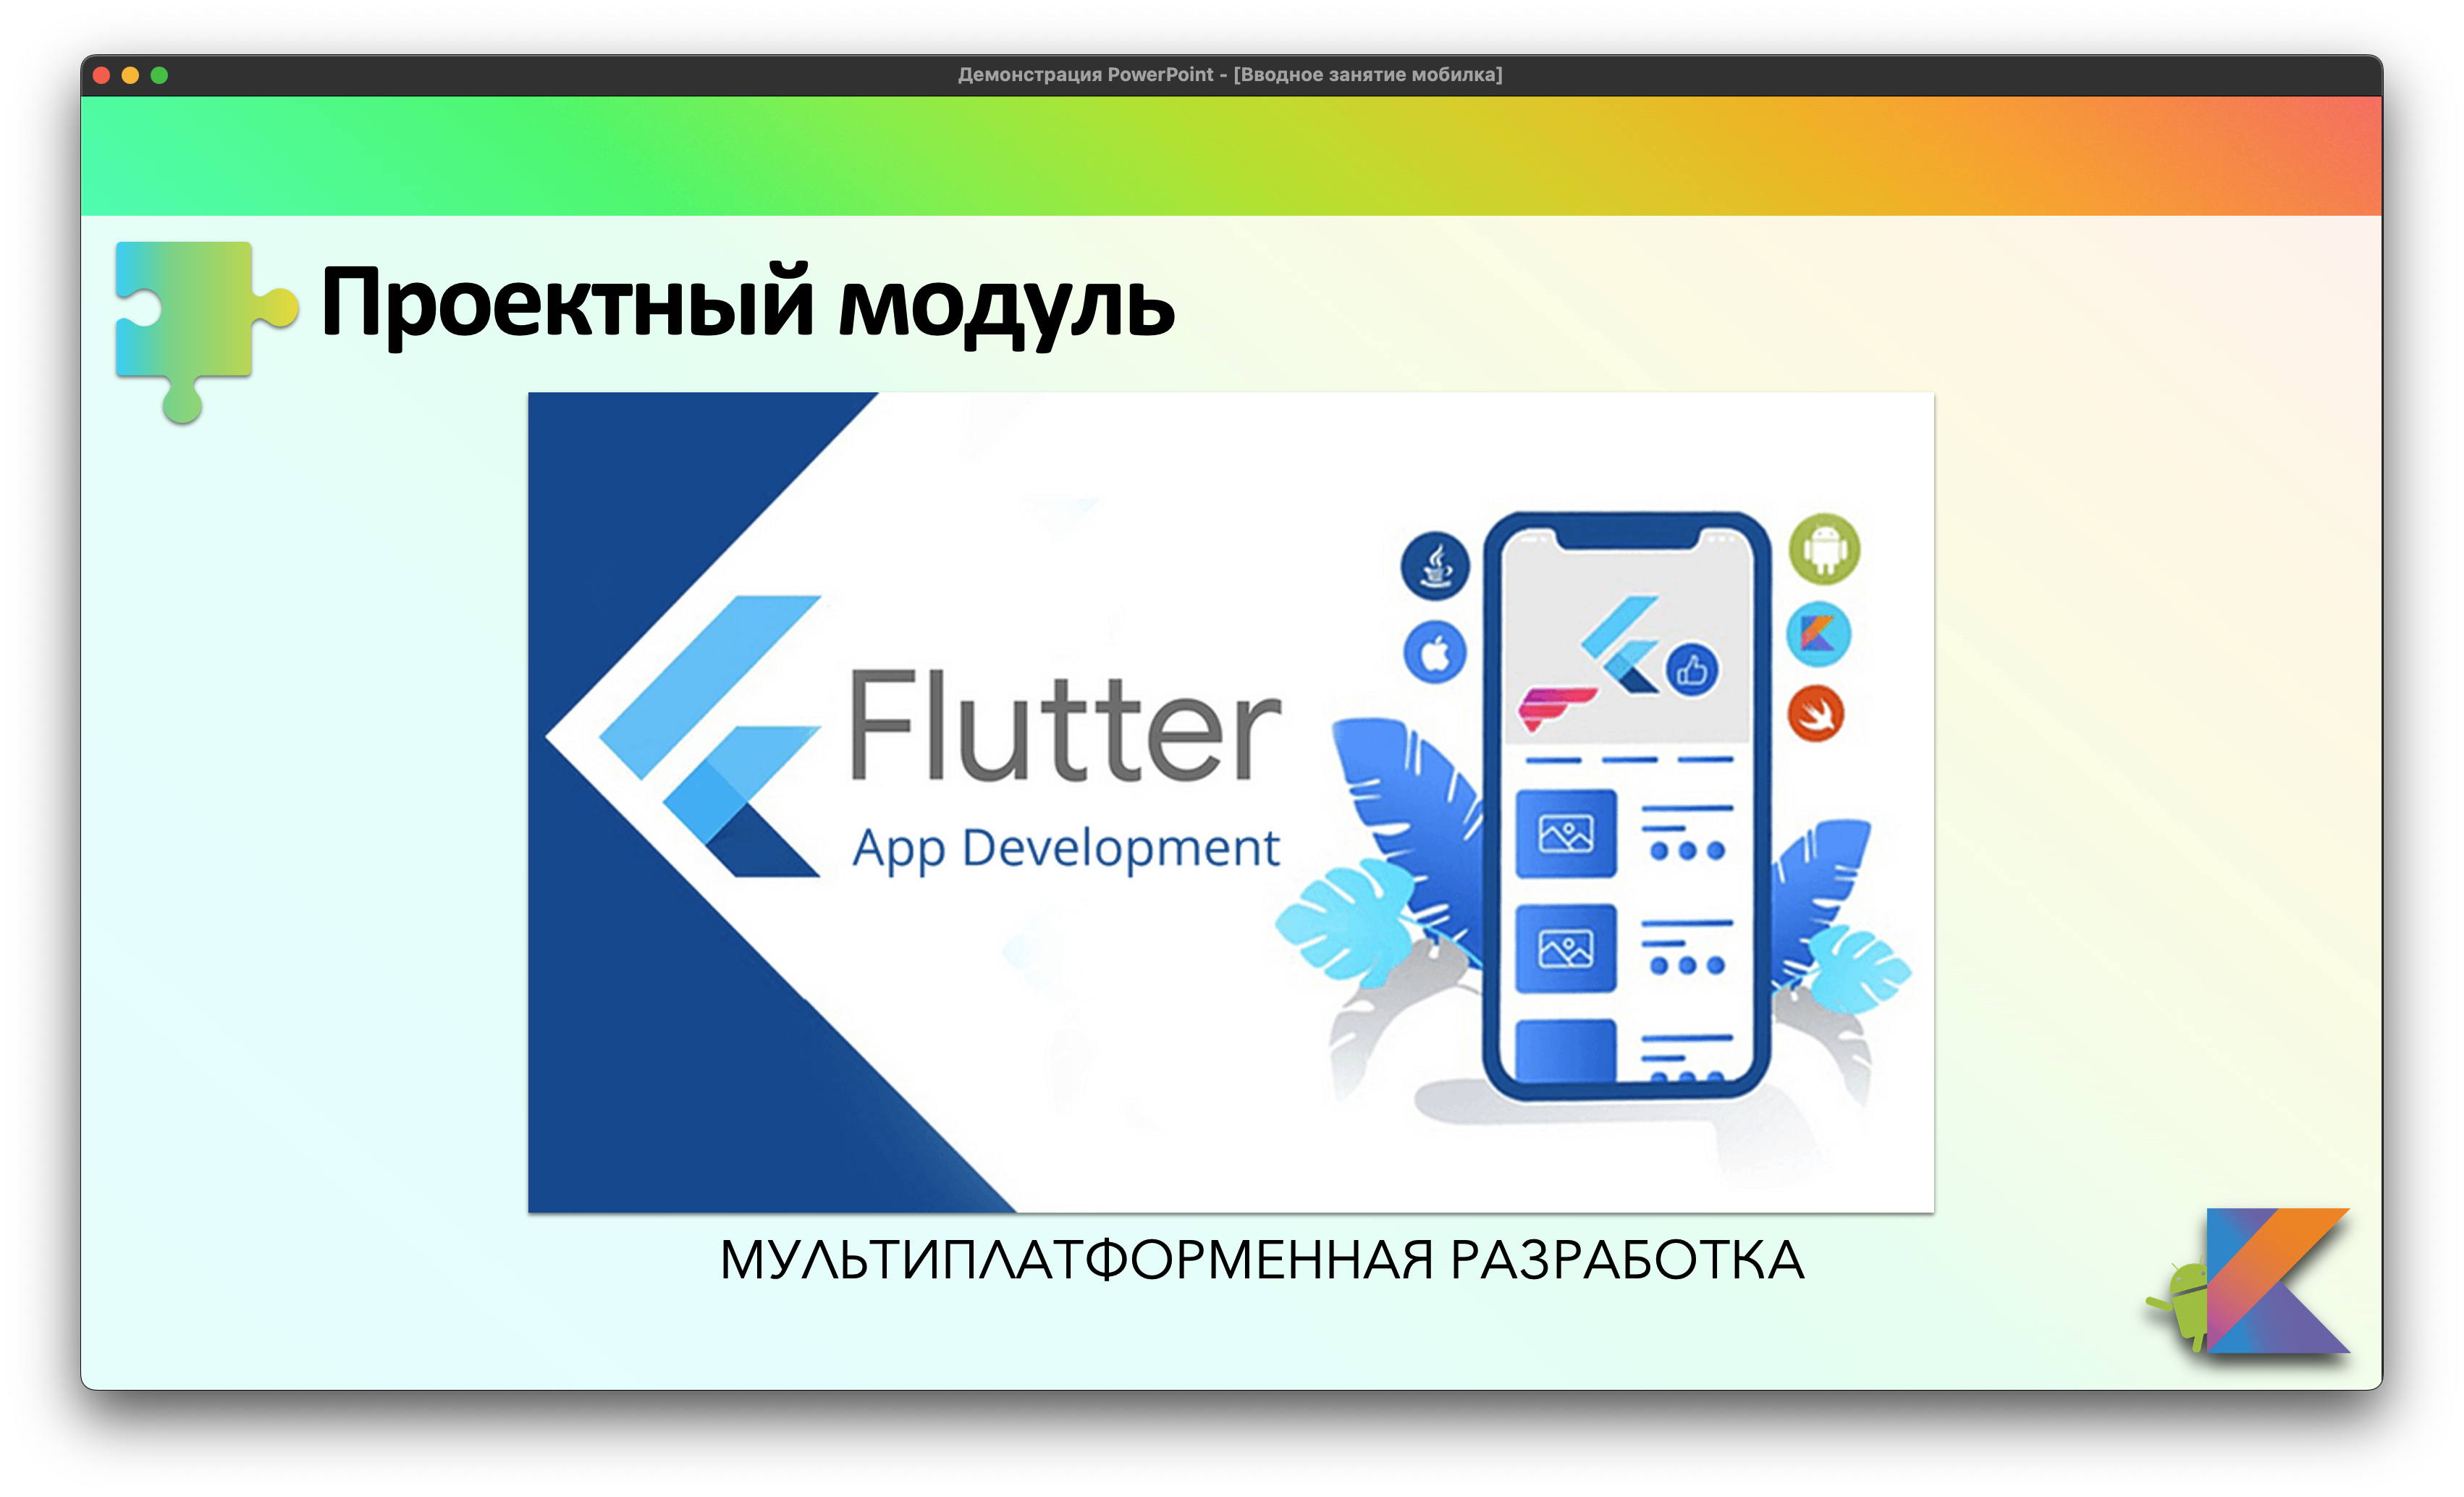 Демонстрация PowerPoint - [Вводное занятие мобилка]
Проектный модуль
Flutter
App Development
МУЛЬТИПЛАТФОРМЕННАЯ РАЗРАБОТКА